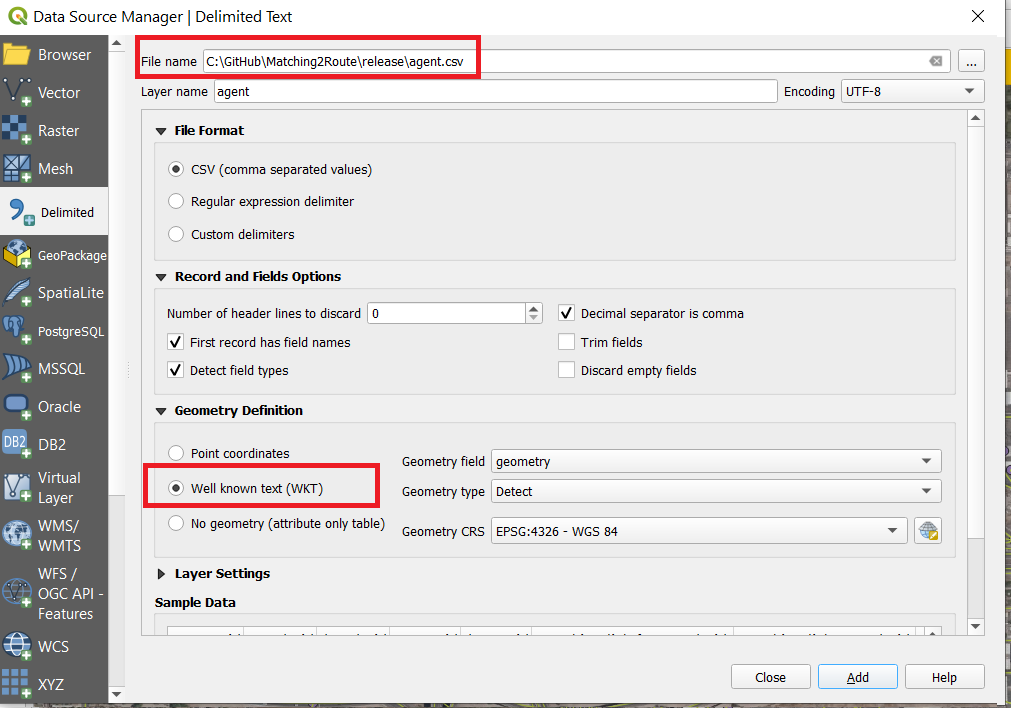 Data Source Manager | Delimited Text
Browser
Vector
Raster
Mesh
Delimited
GeoPackage
SpatiaLite
PostgreSQL
MSSQL
Oracle
DB2
DB2
Virtual
Layer
WMS/
WMTS
WFS /
OGC API -
Features
WCS
XYZ
File name C:\GitHub\Matching2Route\release\agent.csv ...
Layer name agent Encoding UTF-8
File Format
CSV (comma separated values)
Regular expression delimiter
Custom delimiters
Record and Fields Options
Number of header lines to discard 0 Decimal separator is comma
First record has field names Trim fields
Detect field types Discard empty fields
Geometry Definition
Point coordinates
Well known text (WKT)
No geometry (attribute only table)
Geometry field geometry
Geometry type Detect
Geometry CRS EPSG:4326 - WGS 84
Layer Settings
Sample Data
Close Add Help